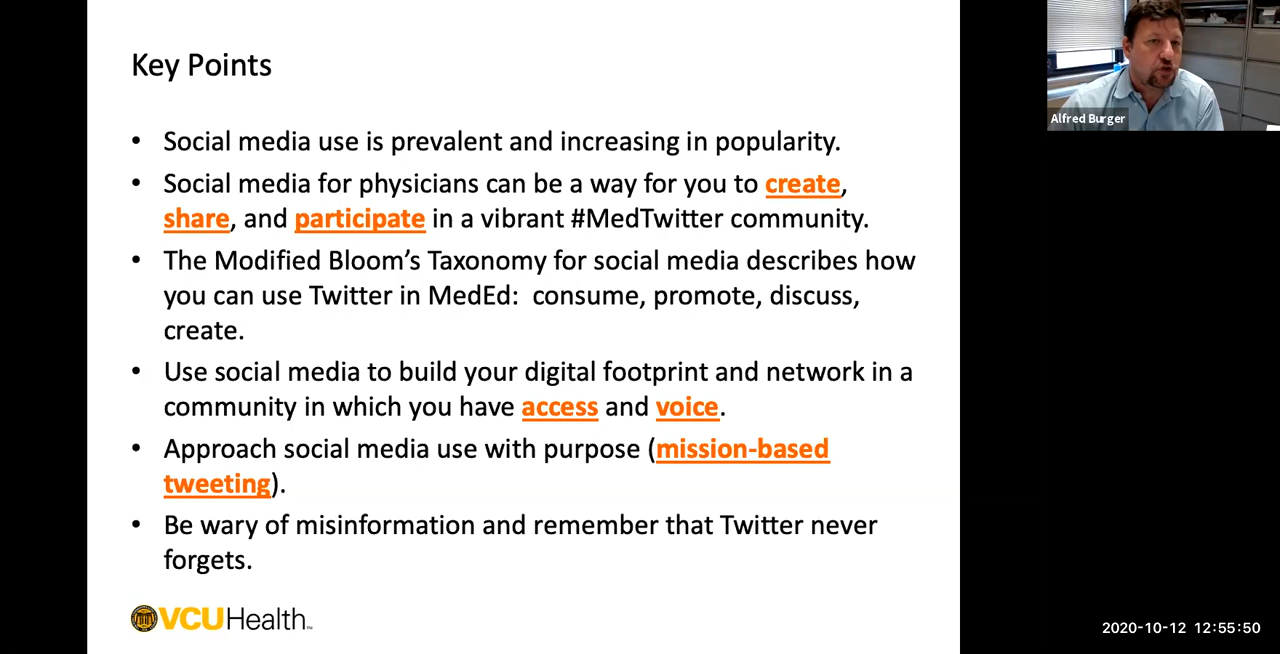 Key Points
• Social media use is prevalent and increasing in popularity.
• Social media for physicians can be a way for you to create,
share, and participate in a vibrant #MedTwitter community.
• The Modified Bloom’s Taxonomy for social media describes how
you can use Twitter in MedEd:  consume, promote, discuss,
create.
• Use social media to build your digital footprint and network in a
community in which you have access and voice.
• Approach social media use with purpose (mission-based
tweeting).
• Be wary of misinformation and remember that Twitter never
forgets.
VCUHealth™
Alfred Burger
2020-10-12 12:55:50